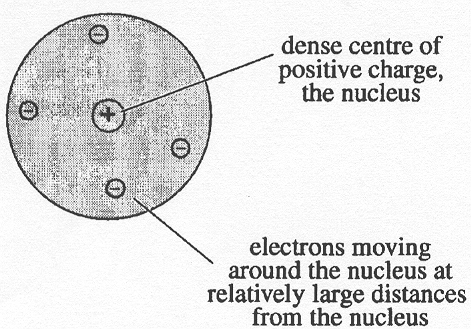 dense centre of
positive charge,
the nucleus
electrons moving
around the nucleus at
relatively large distances
from the nucleus